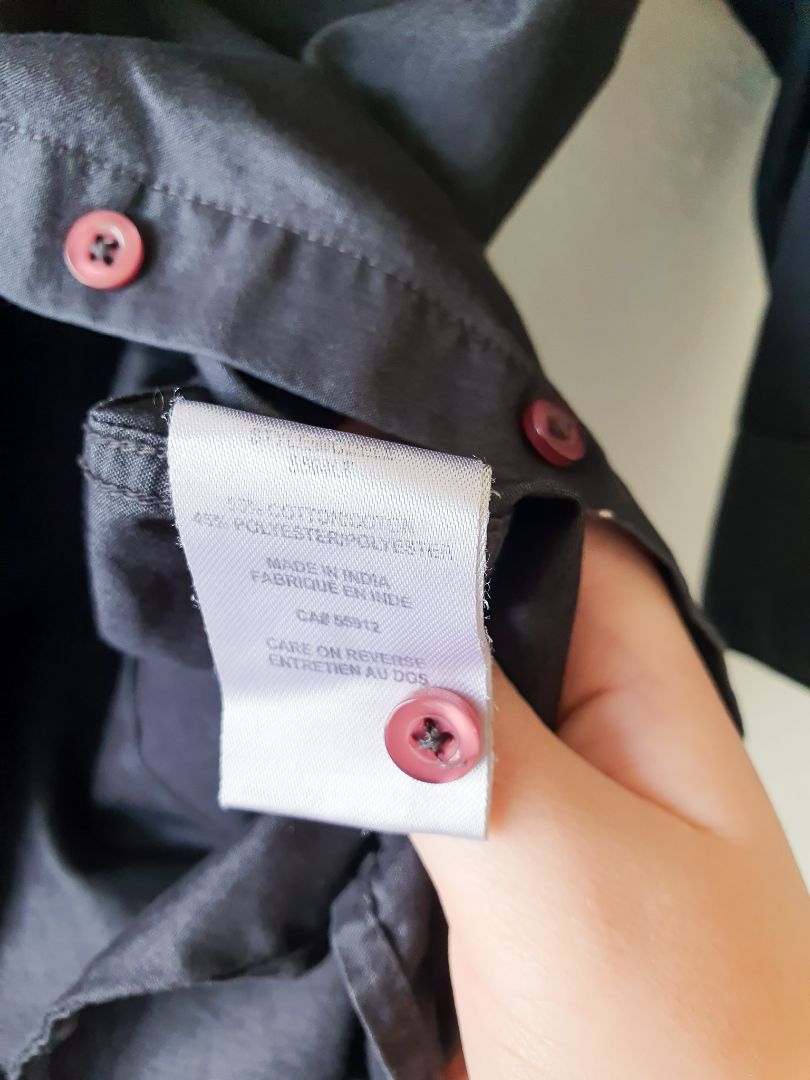 55% COTTON/COTON
45% POLYESTER/POLYESTER
MADE IN INDIA
FABRIQUE EN INDE
CA# 55912
CARE ON REVERSE
ENTRETIEN AU DOS